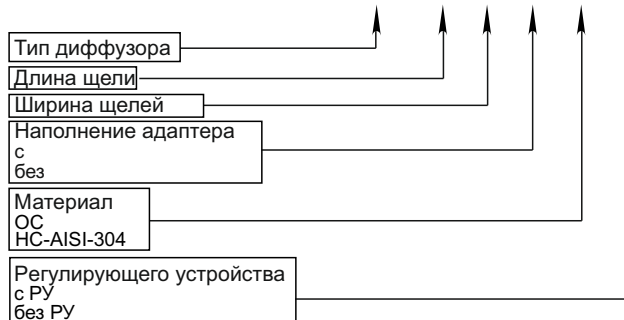 Тип диффузора
Длина щели
Ширина щелей
Наполнение адаптера
с
без
Материал
ОС
НС-AISI-304
Регулирующего устройства
с РУ
без РУ